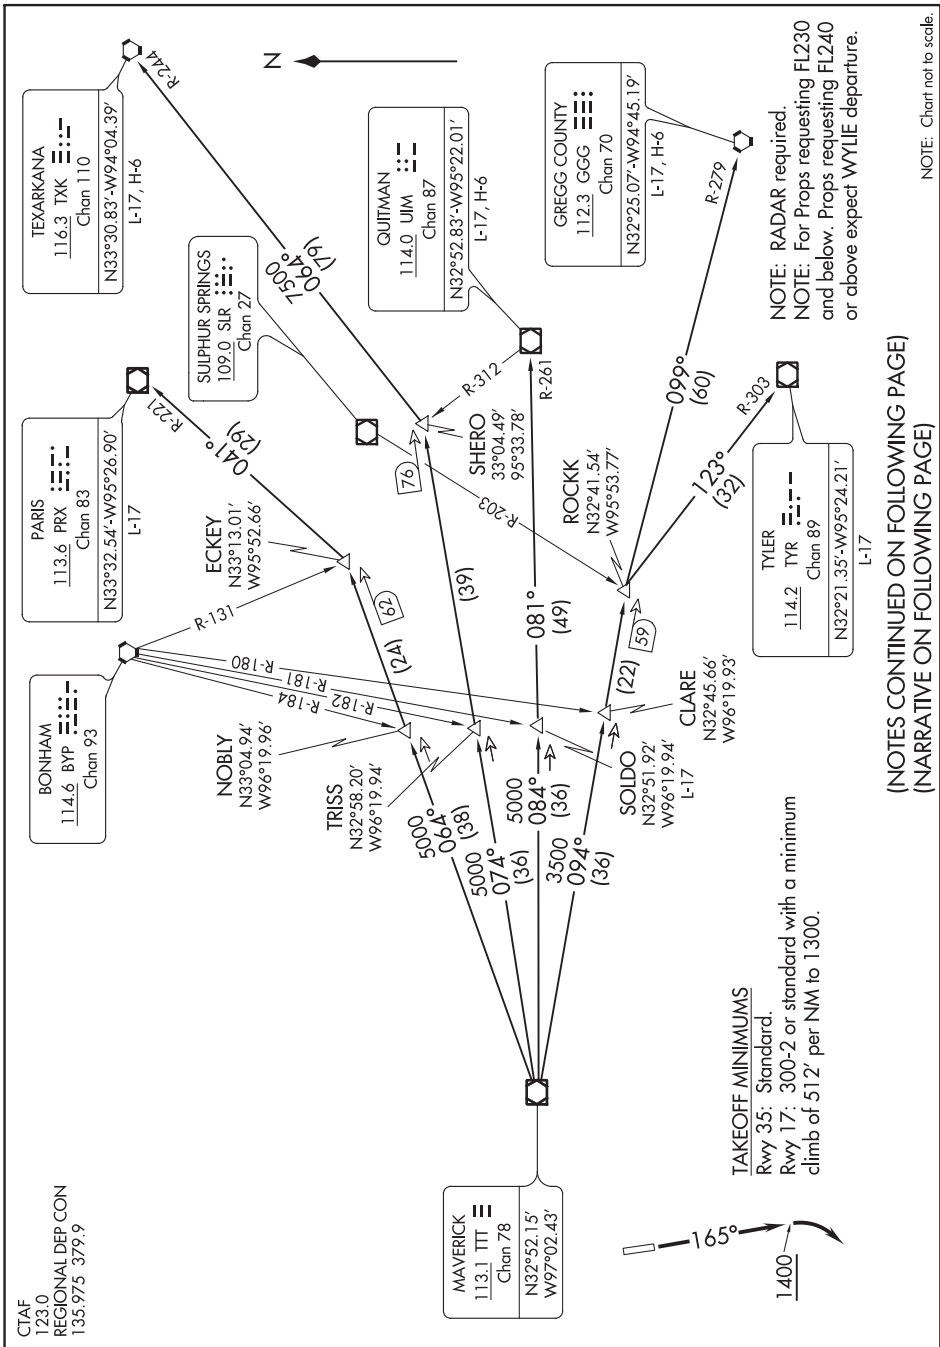 CTAF
123.0
REGIONAL DEP CON
135.975 379.9
BONHAM
114.6 BYP
Chan 93
PARIS
113.6 PRX
Chan 83
N33°32.54'-W95°26.90'
L-17
TEXARKANA
116.3 TXK
Chan 110
N33°30.83'-W94°04.39'
L-17, H-6
SULPHUR SPRINGS
109.0 SLR
Chan 27
QUITMAN
114.0 UIM
Chan 87
N32°52.83'-W95°22.01'
L-17, H-6
GREGG COUNTY
112.3 GGG
Chan 70
N32°25.07'-W94°45.19'
L-17, H-6
TYLER
114.2 TYR
Chan 89
N32°21.35'-W95°24.21'
L-17
MAVERICK
113.1 TTT
Chan 78
N32°52.15'
W97°02.43'
N
R-244
R-221
R-131
R-180
R-181
R-182
R-184
R-312
R-261
R-203
R-279
R-303
ECKEY
N33°13.01'
W95°52.66'
NOBLY
N33°04.94'
W96°19.96'
TRISS
N32°58.20'
W96°19.94'
SOLDO
N32°51.92'
W96°19.94'
L-17
CLARE
N32°45.66'
W96°19.93'
SHERO
33°04.49'
95°33.78'
ROCKK
N32°41.54'
W95°53.77'
041°
(29)
7500
064°
(79)
(24)
62
(39)
76
081°
(49)
(22)
59
099°
(60)
123°
(32)
5000
064°
(38)
5000
074°
(36)
5000
084°
(36)
3500
094°
(36)
TAKEOFF MINIMUMS
Rwy 35: Standard.
Rwy 17: 300-2 or standard with a minimum
climb of 512' per NM to 1300.
165°
1400
NOTE: RADAR required.
NOTE: For Props requesting FL230
and below. Props requesting FL240
or above expect WYLIE departure.
(NOTES CONTINUED ON FOLLOWING PAGE)
(NARRATIVE ON FOLLOWING PAGE)
NOTE: Chart not to scale.